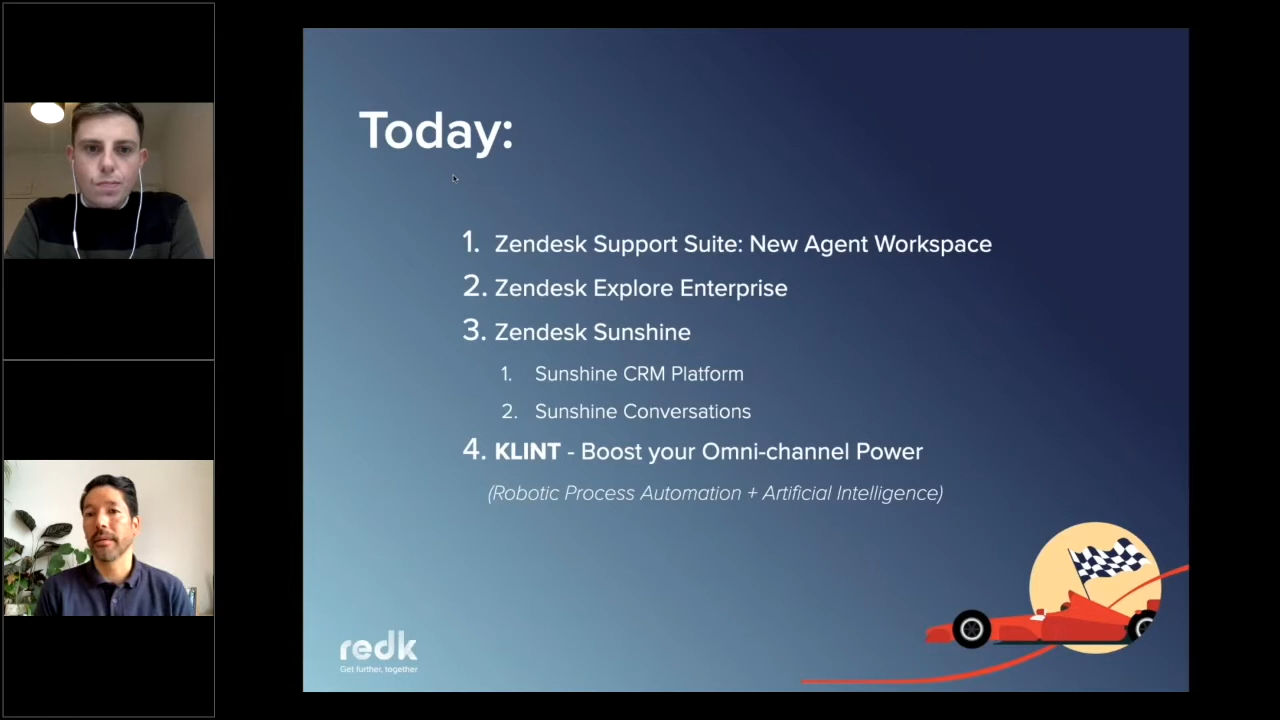 Today:
1. Zendesk Support Suite: New Agent Workspace
2. Zendesk Explore Enterprise
3. Zendesk Sunshine
1. Sunshine CRM Platform
2. Sunshine Conversations
4. KLINT - Boost your Omni-channel Power
(Robotic Process Automation + Artificial Intelligence)
redk
Get further, together